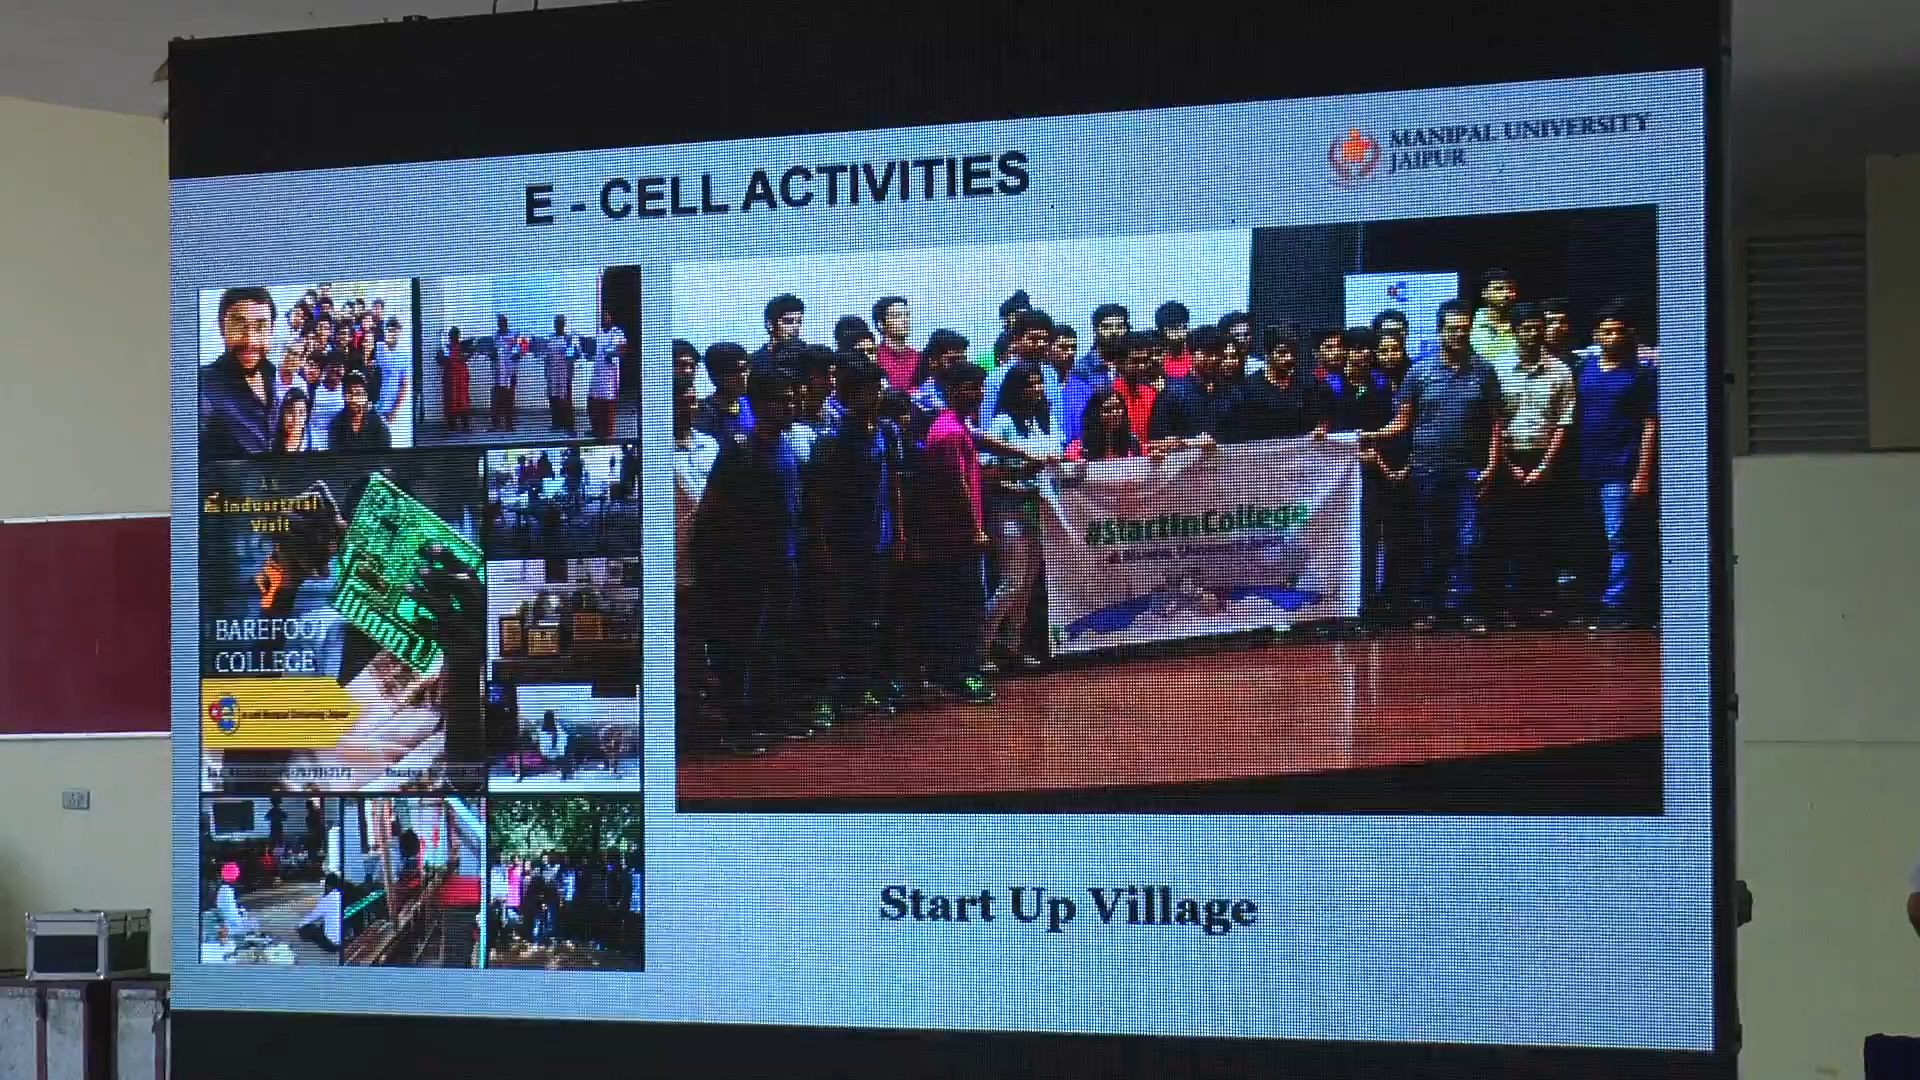 E - CELL ACTIVITIES
MANIPAL UNIVERSITY
JAIPUR
Industrial
Visit
BAREFOOT
COLLEGE
#StartInCollege
Start Up Village